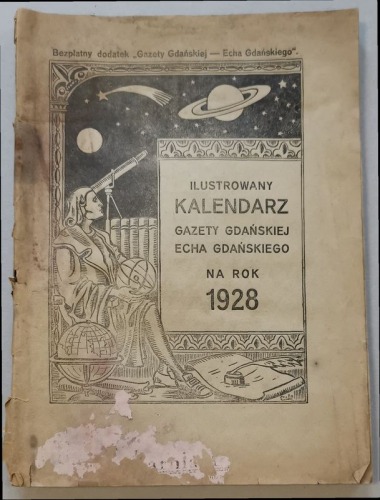 Bezpłatny dodatek „Gazety Gdańskiej — Echa Gdańskiego".
ILUSTROWANY
KALENDARZ
GAZETY GDAŃSKIEJ
ECHA GDAŃSKIEGO
NA ROK
1928